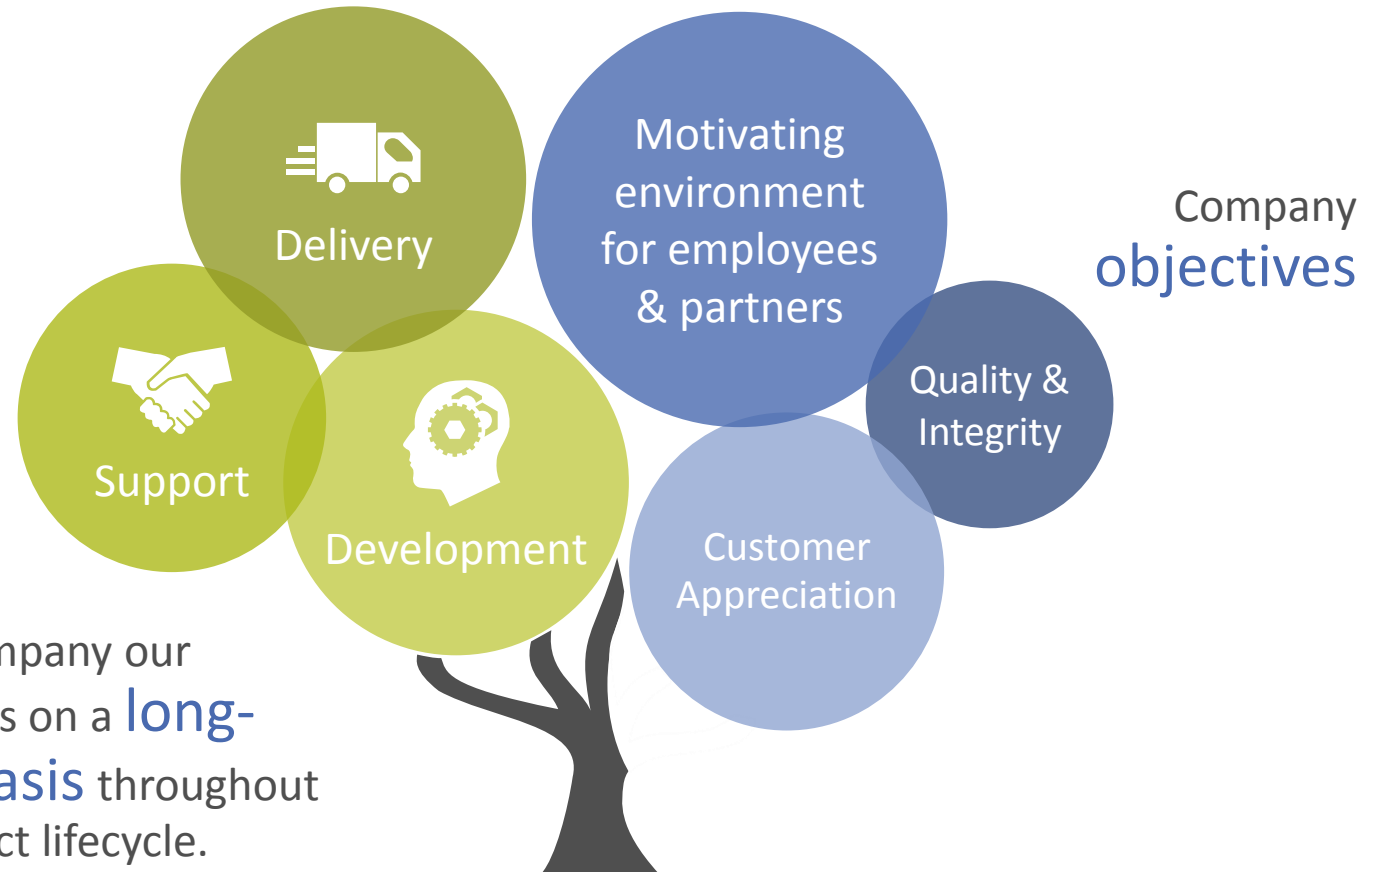 Delivery
Motivating
environment
for employees
& partners
Company
objectives
Support
Development
Quality &
Integrity
Customer
Appreciation
mpany our
s on a long-
asis throughout
ct lifecycle.